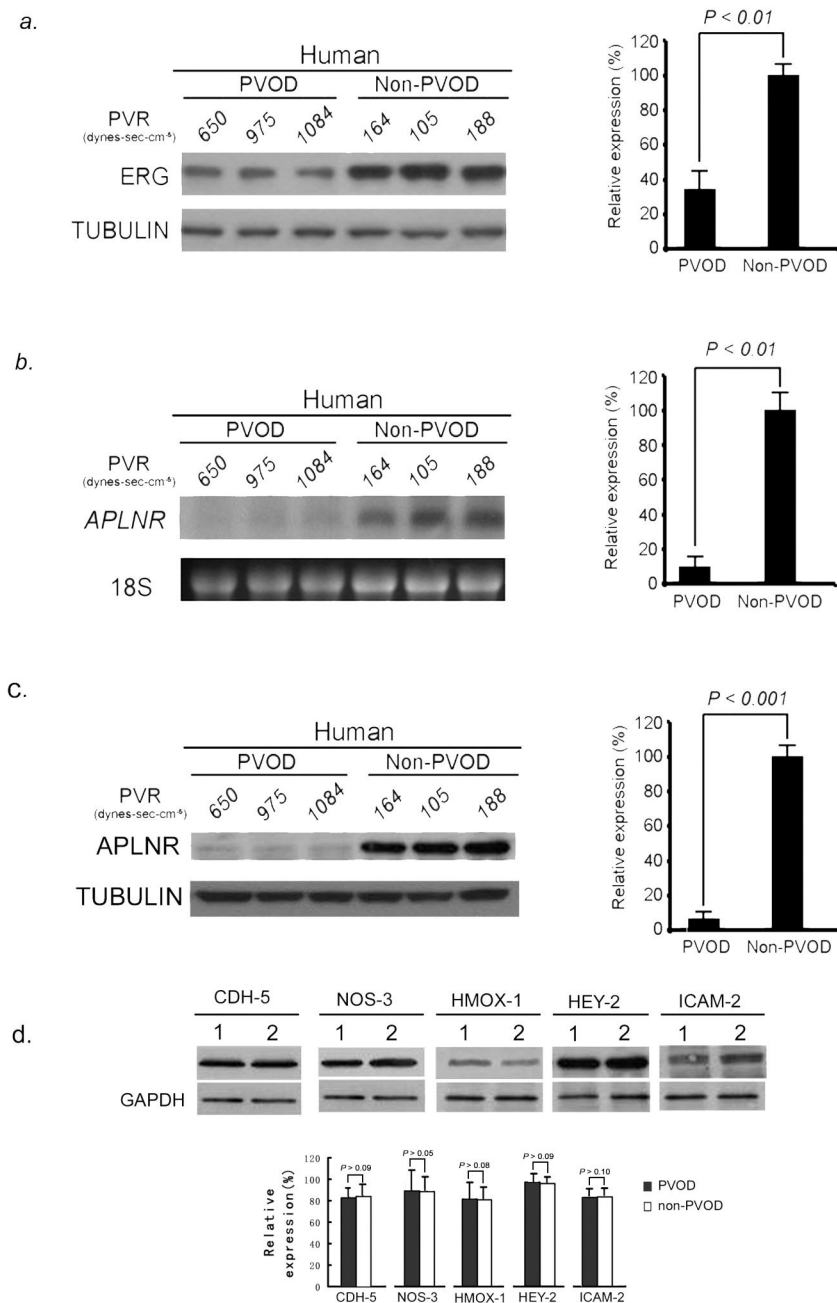 a.
Human
PVOD Non-PVOD
PVR
(dynes-sec-cm⁻⁵)
650 975 1084 164 105 188
ERG
TUBULIN
P < 0.01
Relative expression (%)
120
100
80
60
40
20
0
PVOD Non-PVOD
b.
Human
PVOD Non-PVOD
PVR
(dynes-sec-cm⁻⁵)
650 975 1084 164 105 188
APLNR
18S
P < 0.01
Relative expression (%)
120
100
80
60
40
20
0
PVOD Non-PVOD
c.
Human
PVOD Non-PVOD
PVR
(dynes-sec-cm⁻⁵)
650 975 1084 164 105 188
APLNR
TUBULIN
P < 0.001
Relative expression (%)
120
100
80
60
40
20
0
PVOD Non-PVOD
d.
CDH-5 NOS-3 HMOX-1 HEY-2 ICAM-2
1 2 1 2 1 2 1 2 1 2
GAPDH
Relative
expression(%)
120
100
80
60
40
20
0
P > 0.09 P > 0.05 P > 0.08 P > 0.09 P > 0.10
CDH-5 NOS-3 HMOX-1 HEY-2 ICAM-2
PVOD
non-PVOD